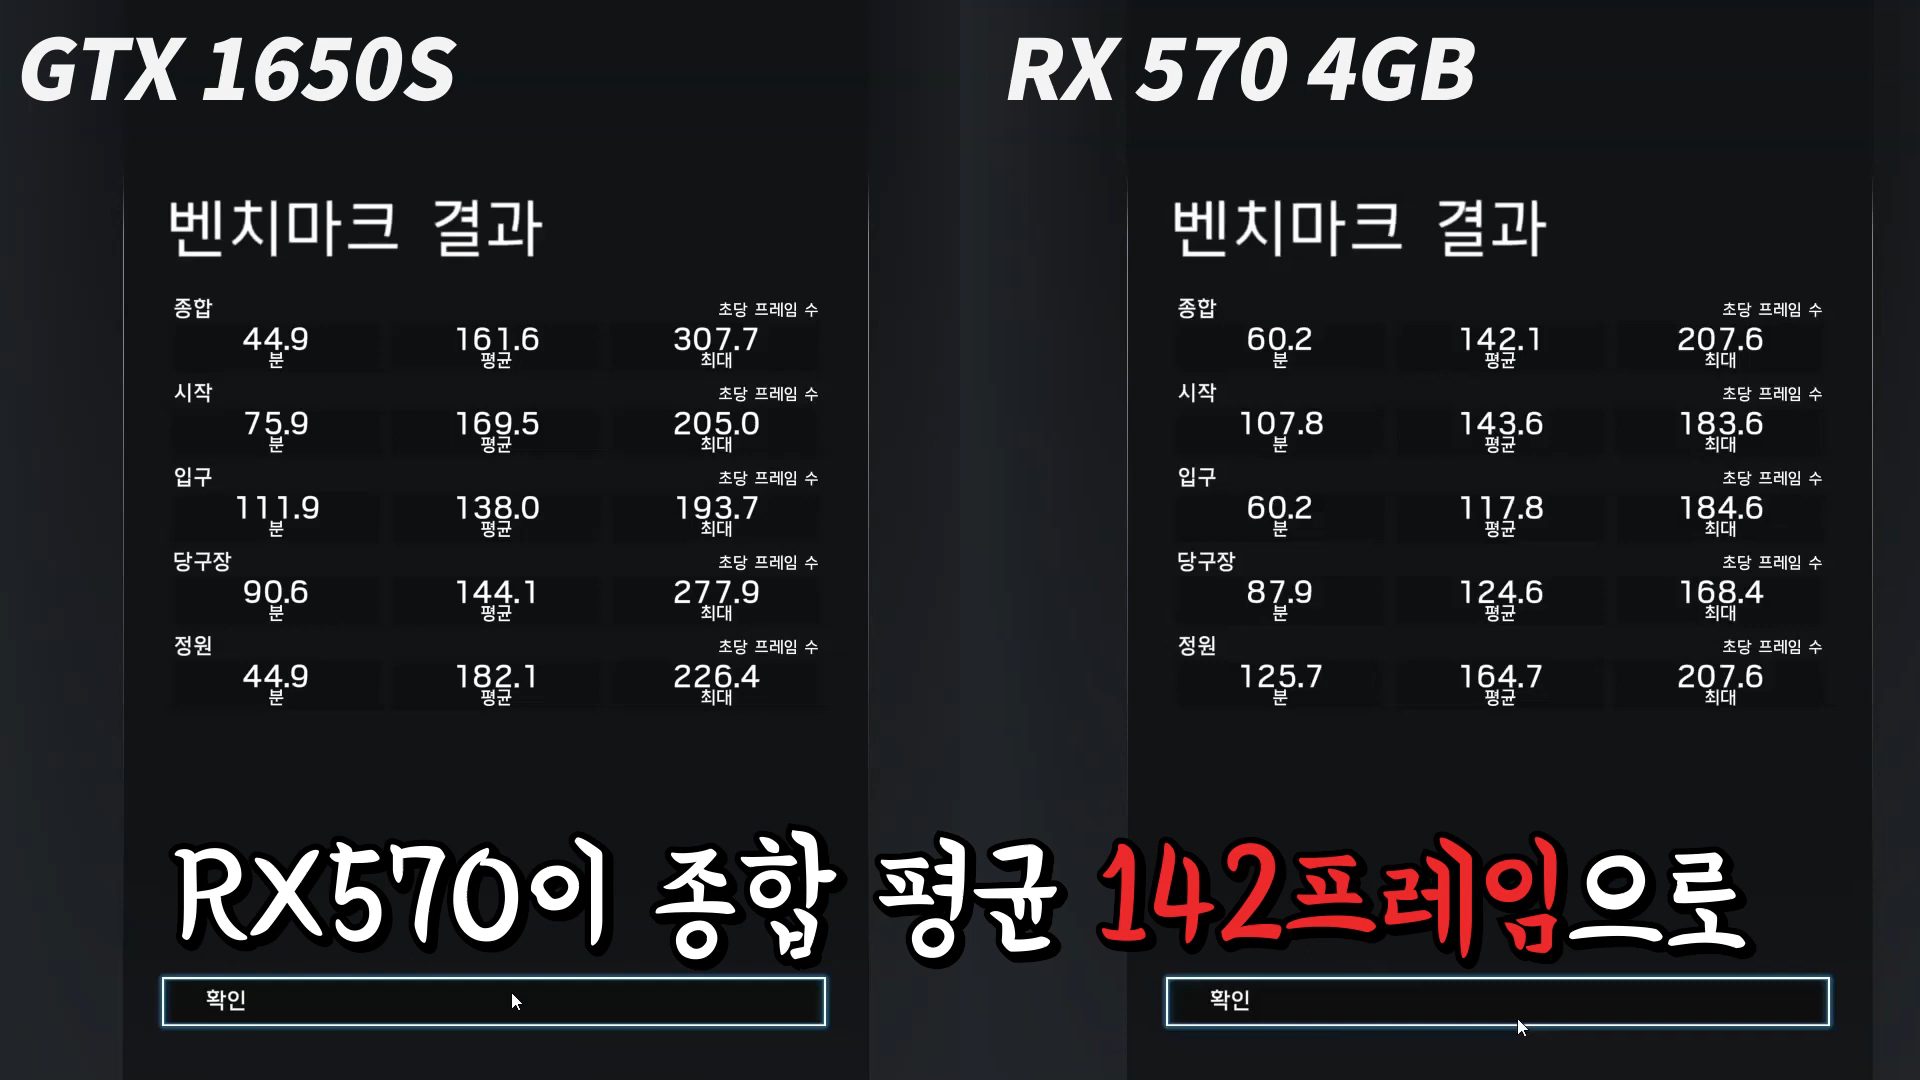 GTX 1650S
벤치마크 결과
종합 초당 프레임 수
44.9 161.6 307.7
분 평균 최대
시작 초당 프레임 수
75.9 169.5 205.0
분 평균 최대
입구 초당 프레임 수
111.9 138.0 193.7
분 평균 최대
당구장 초당 프레임 수
90.6 144.1 277.9
분 평균 최대
정원 초당 프레임 수
44.9 182.1 226.4
분 평균 최대
RX 570 4GB
벤치마크 결과
종합 초당 프레임 수
60.2 142.1 207.6
분 평균 최대
시작 초당 프레임 수
107.8 143.6 183.6
분 평균 최대
입구 초당 프레임 수
60.2 117.8 184.6
분 평균 최대
당구장 초당 프레임 수
87.9 124.6 168.4
분 평균 최대
정원 초당 프레임 수
125.7 164.7 207.6
분 평균 최대
RX570이 종합 평균 142프레임으로
확인
확인